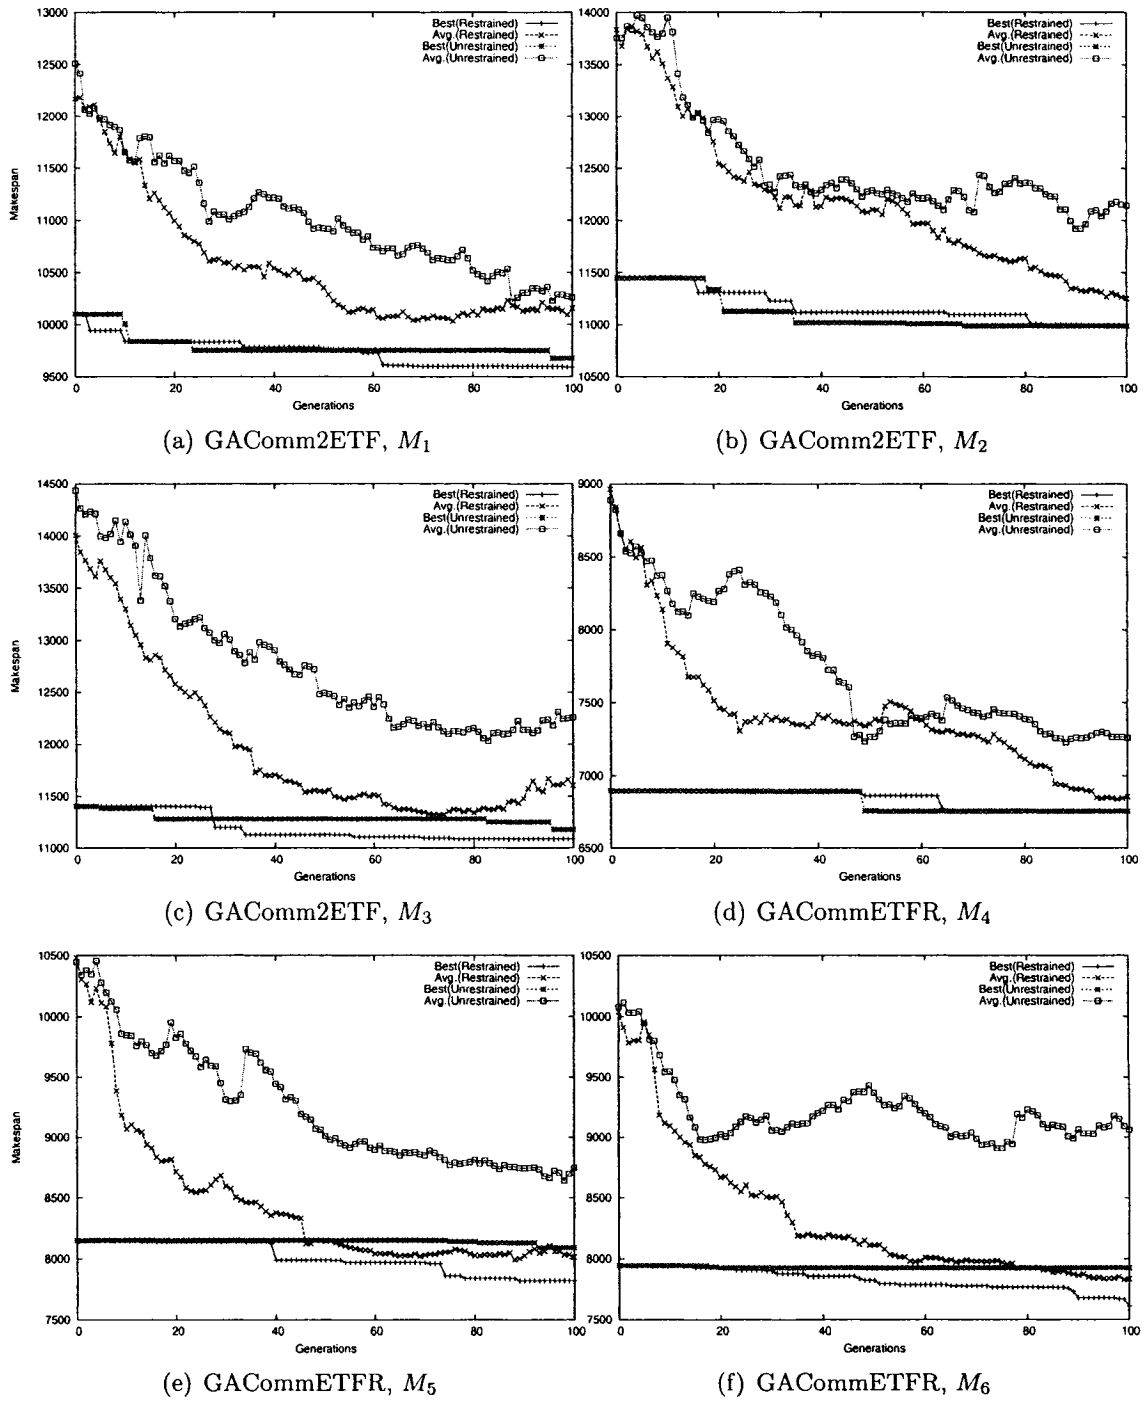 13000
12500
12000
11500
11000
10500
10000
9500
Makespan
0 20 40 60 80 100
Generations
Best(Restrained)
Avg.(Restrained)
Best(Unrestrained)
Avg.(Unrestrained)
(a) GAComm2ETF, M1
14000
13500
13000
12500
12000
11500
11000
10500
0 20 40 60 80 100
Generations
Best(Restrained)
Avg.(Restrained)
Best(Unrestrained)
Avg.(Unrestrained)
(b) GAComm2ETF, M2
14500
14000
13500
13000
12500
12000
11500
11000
Makespan
0 20 40 60 80 100
Generations
Best(Restrained)
Avg.(Restrained)
Best(Unrestrained)
Avg.(Unrestrained)
(c) GAComm2ETF, M3
9000
8500
8000
7500
7000
6500
0 20 40 60 80 100
Generations
Best(Restrained)
Avg.(Restrained)
Best(Unrestrained)
Avg.(Unrestrained)
(d) GACommETFR, M4
10500
10000
9500
9000
8500
8000
7500
Makespan
0 20 40 60 80 100
Generations
Best(Restrained)
Avg.(Restrained)
Best(Unrestrained)
Avg.(Unrestrained)
(e) GACommETFR, M5
10500
10000
9500
9000
8500
8000
7500
0 20 40 60 80 100
Generations
Best(Restrained)
Avg.(Restrained)
Best(Unrestrained)
Avg.(Unrestrained)
(f) GACommETFR, M6